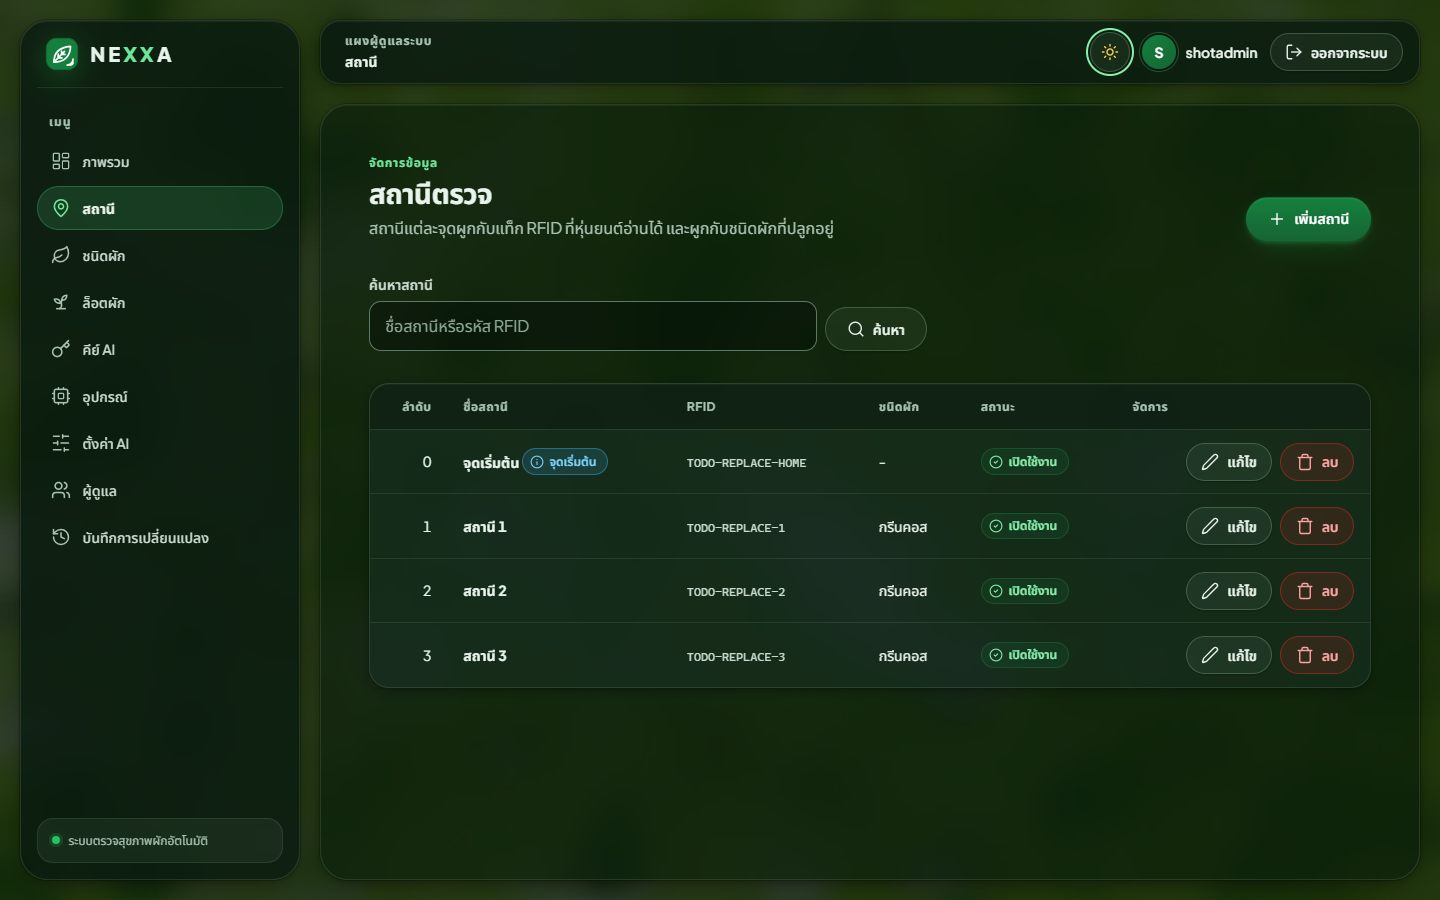 NEXXA
เมนู
ภาพรวม
สถานี
ชนิดผัก
ล็อตผัก
คีย์ AI
อุปกรณ์
ตั้งค่า AI
ผู้ดูแล
บันทึกการเปลี่ยนแปลง
ระบบตรวจสุขภาพผักอัตโนมัติ
แผงผู้ดูแลระบบ
สถานี
S shotadmin ออกจากระบบ
จัดการข้อมูล
สถานีตรวจ
สถานีแต่ละจุดผูกกับแท็ก RFID ที่หุ่นยนต์อ่านได้ และผูกกับชนิดผักที่ปลูกอยู่
เพิ่มสถานี
ค้นหาสถานี
ชื่อสถานีหรือรหัส RFID ค้นหา
ลำดับ ชื่อสถานี RFID ชนิดผัก สถานะ จัดการ
0 จุดเริ่มต้น จุดเริ่มต้น TODO-REPLACE-HOME – เปิดใช้งาน แก้ไข ลบ
1 สถานี 1 TODO-REPLACE-1 กรีนคอส เปิดใช้งาน แก้ไข ลบ
2 สถานี 2 TODO-REPLACE-2 กรีนคอส เปิดใช้งาน แก้ไข ลบ
3 สถานี 3 TODO-REPLACE-3 กรีนคอส เปิดใช้งาน แก้ไข ลบ